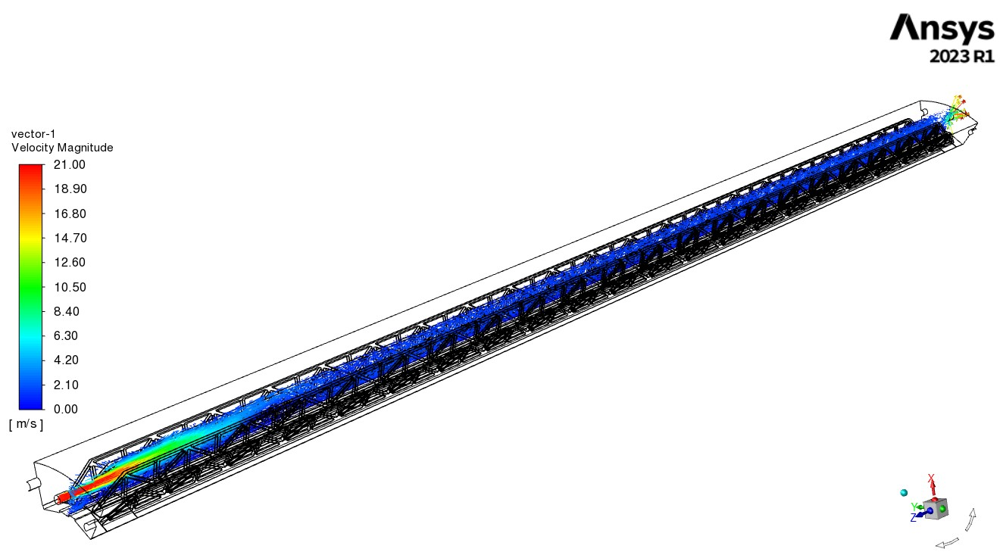 Ansys
2023 R1
vector-1
Velocity Magnitude
21.00
18.90
16.80
14.70
12.60
10.50
8.40
6.30
4.20
2.10
0.00
[ m/s ]
X
Y
Z